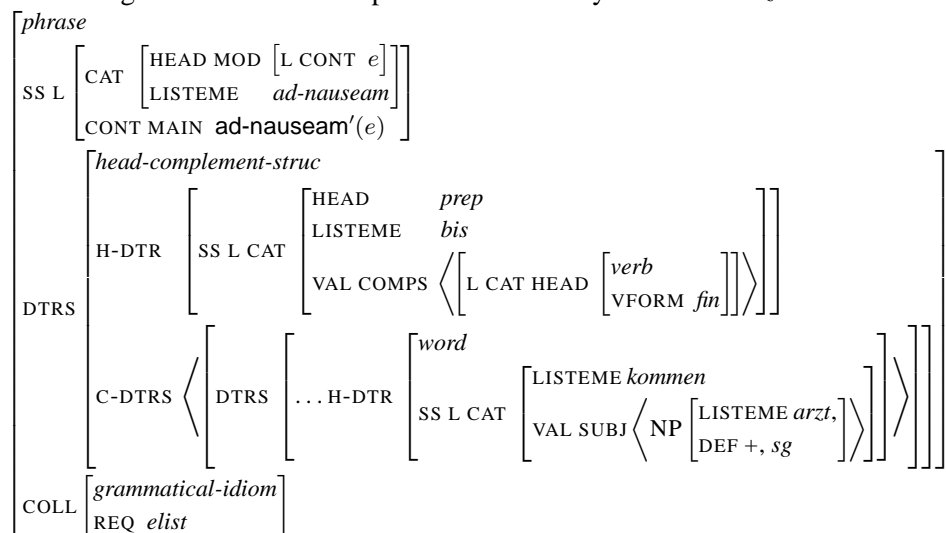 [phrase
SS L [CAT [HEAD MOD [L CONT e]
LISTEME ad-nauseam]
CONT MAIN ad-nauseam′(e)]
DTRS [head-complement-struc
H-DTR [SS L CAT [HEAD prep
LISTEME bis
VAL COMPS ⟨[L CAT HEAD [verb
VFORM fin]]⟩]]
C-DTRS ⟨[DTRS [...H-DTR [word
SS L CAT [LISTEME kommen
VAL SUBJ ⟨NP [LISTEME arzt,
DEF +, sg]⟩]]]]⟩]
COLL [grammatical-idiom
REQ elist